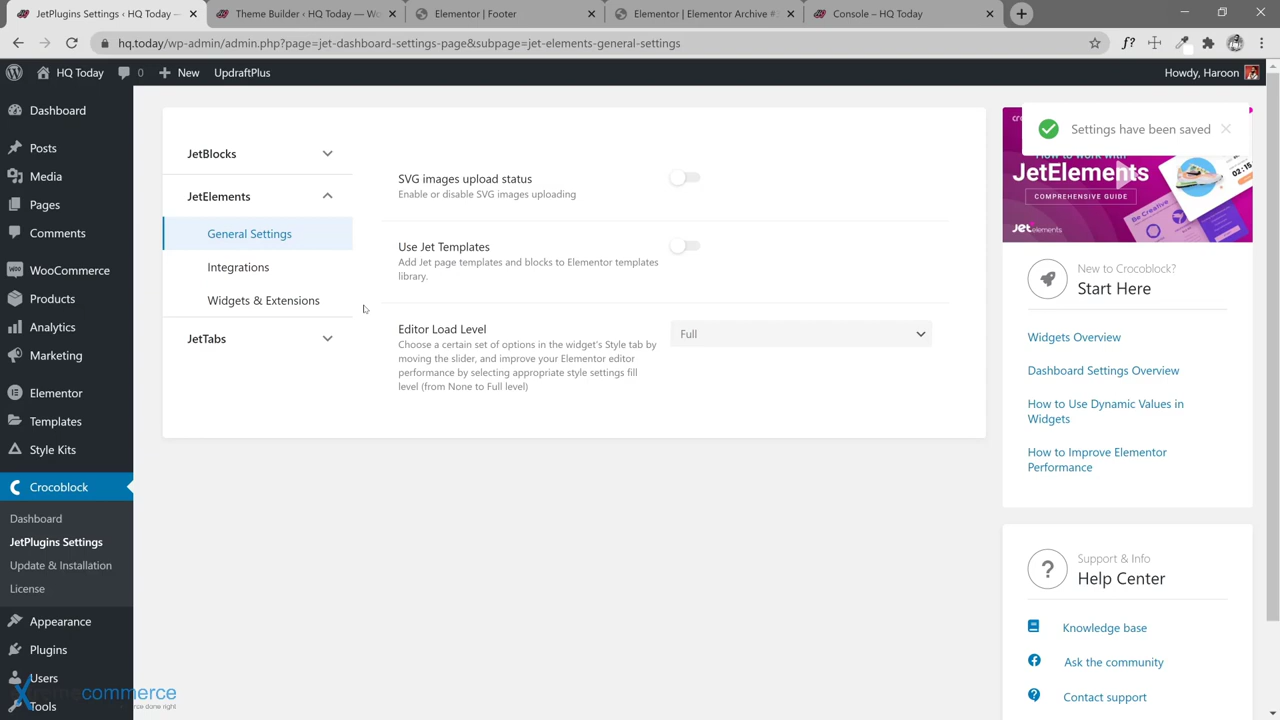 JetPlugins Settings ‹ HQ Today —
Theme Builder ‹ HQ Today — Wo
Elementor | Footer
Elementor | Elementor Archive #
Console – HQ Today
hq.today/wp-admin/admin.php?page=jet-dashboard-settings-page&subpage=jet-elements-general-settings
HQ Today
0
New
UpdraftPlus
Howdy, Haroon
Dashboard
Posts
Media
Pages
Comments
WooCommerce
Products
Analytics
Marketing
Elementor
Templates
Style Kits
Crocoblock
Dashboard
JetPlugins Settings
Update & Installation
License
Appearance
Plugins
Users
Tools
commerce
JetBlocks
JetElements
General Settings
Integrations
Widgets & Extensions
JetTabs
SVG images upload status
Enable or disable SVG images uploading
Use Jet Templates
Add Jet page templates and blocks to Elementor templates
library.
Editor Load Level
Choose a certain set of options in the widget's Style tab by
moving the slider, and improve your Elementor editor
performance by selecting appropriate style settings fill
level (from None to Full level)
Full
Settings have been saved
JetElements
COMPREHENSIVE GUIDE
02:15
Be Creative
Jet elements
New to Crocoblock?
Start Here
Widgets Overview
Dashboard Settings Overview
How to Use Dynamic Values in
Widgets
How to Improve Elementor
Performance
Support & Info
Help Center
Knowledge base
Ask the community
Contact support